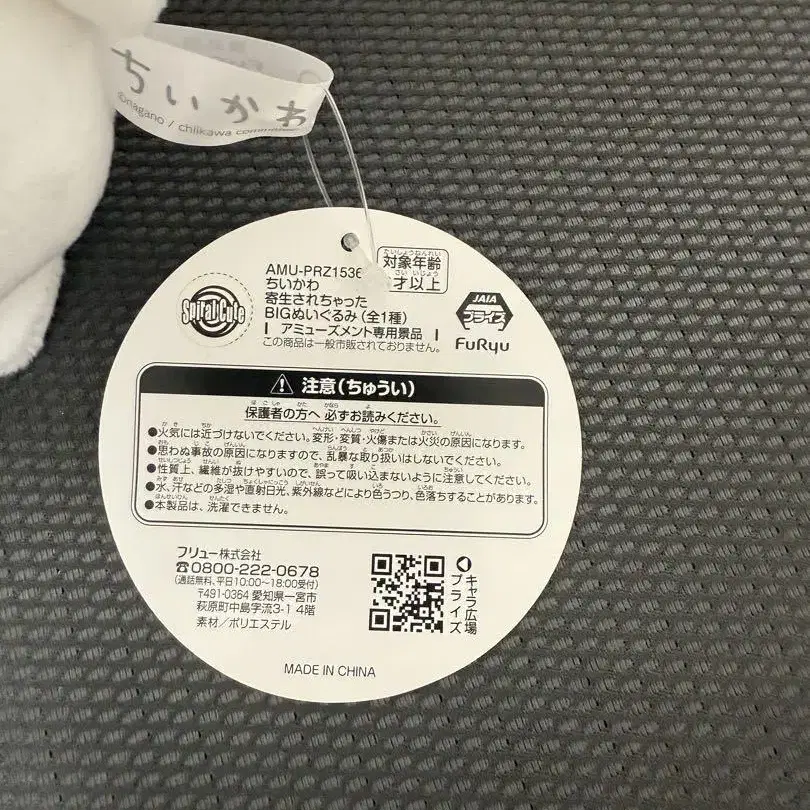 ちいかわ
©nagano / chiikawa comm
AMU-PRZ1536
ちいかわ
寄生されちゃった
BIGぬいぐるみ(全1種)
アミューズメント専用景品
この商品は一般市販されておりません。
対象年齢
才以上
Spiral Cute
JAIA
プライズ
FuRyu
注意(ちゅうい)
保護者の方へ 必ずお読みください。
●火気には近づけないでください。変形・変質・火傷または火災の原因になります。
●思わぬ事故の原因になりますので、乱暴な取り扱いはしないでください。
●性質上、繊維が抜けやすいので、誤って吸い込まないように注意してください。
●水、汗などの多湿や直射日光、紫外線などにより色うつり、色落ちすることがあります。
●本製品は、洗濯できません。
フリュー株式会社
☎0800-222-0678
(通話無料、平日10:00~18:00受付)
〒491-0364 愛知県一宮市
萩原町中島字流3-1 4階
素材/ポリエステル
キャラ広場
プライズ
MADE IN CHINA